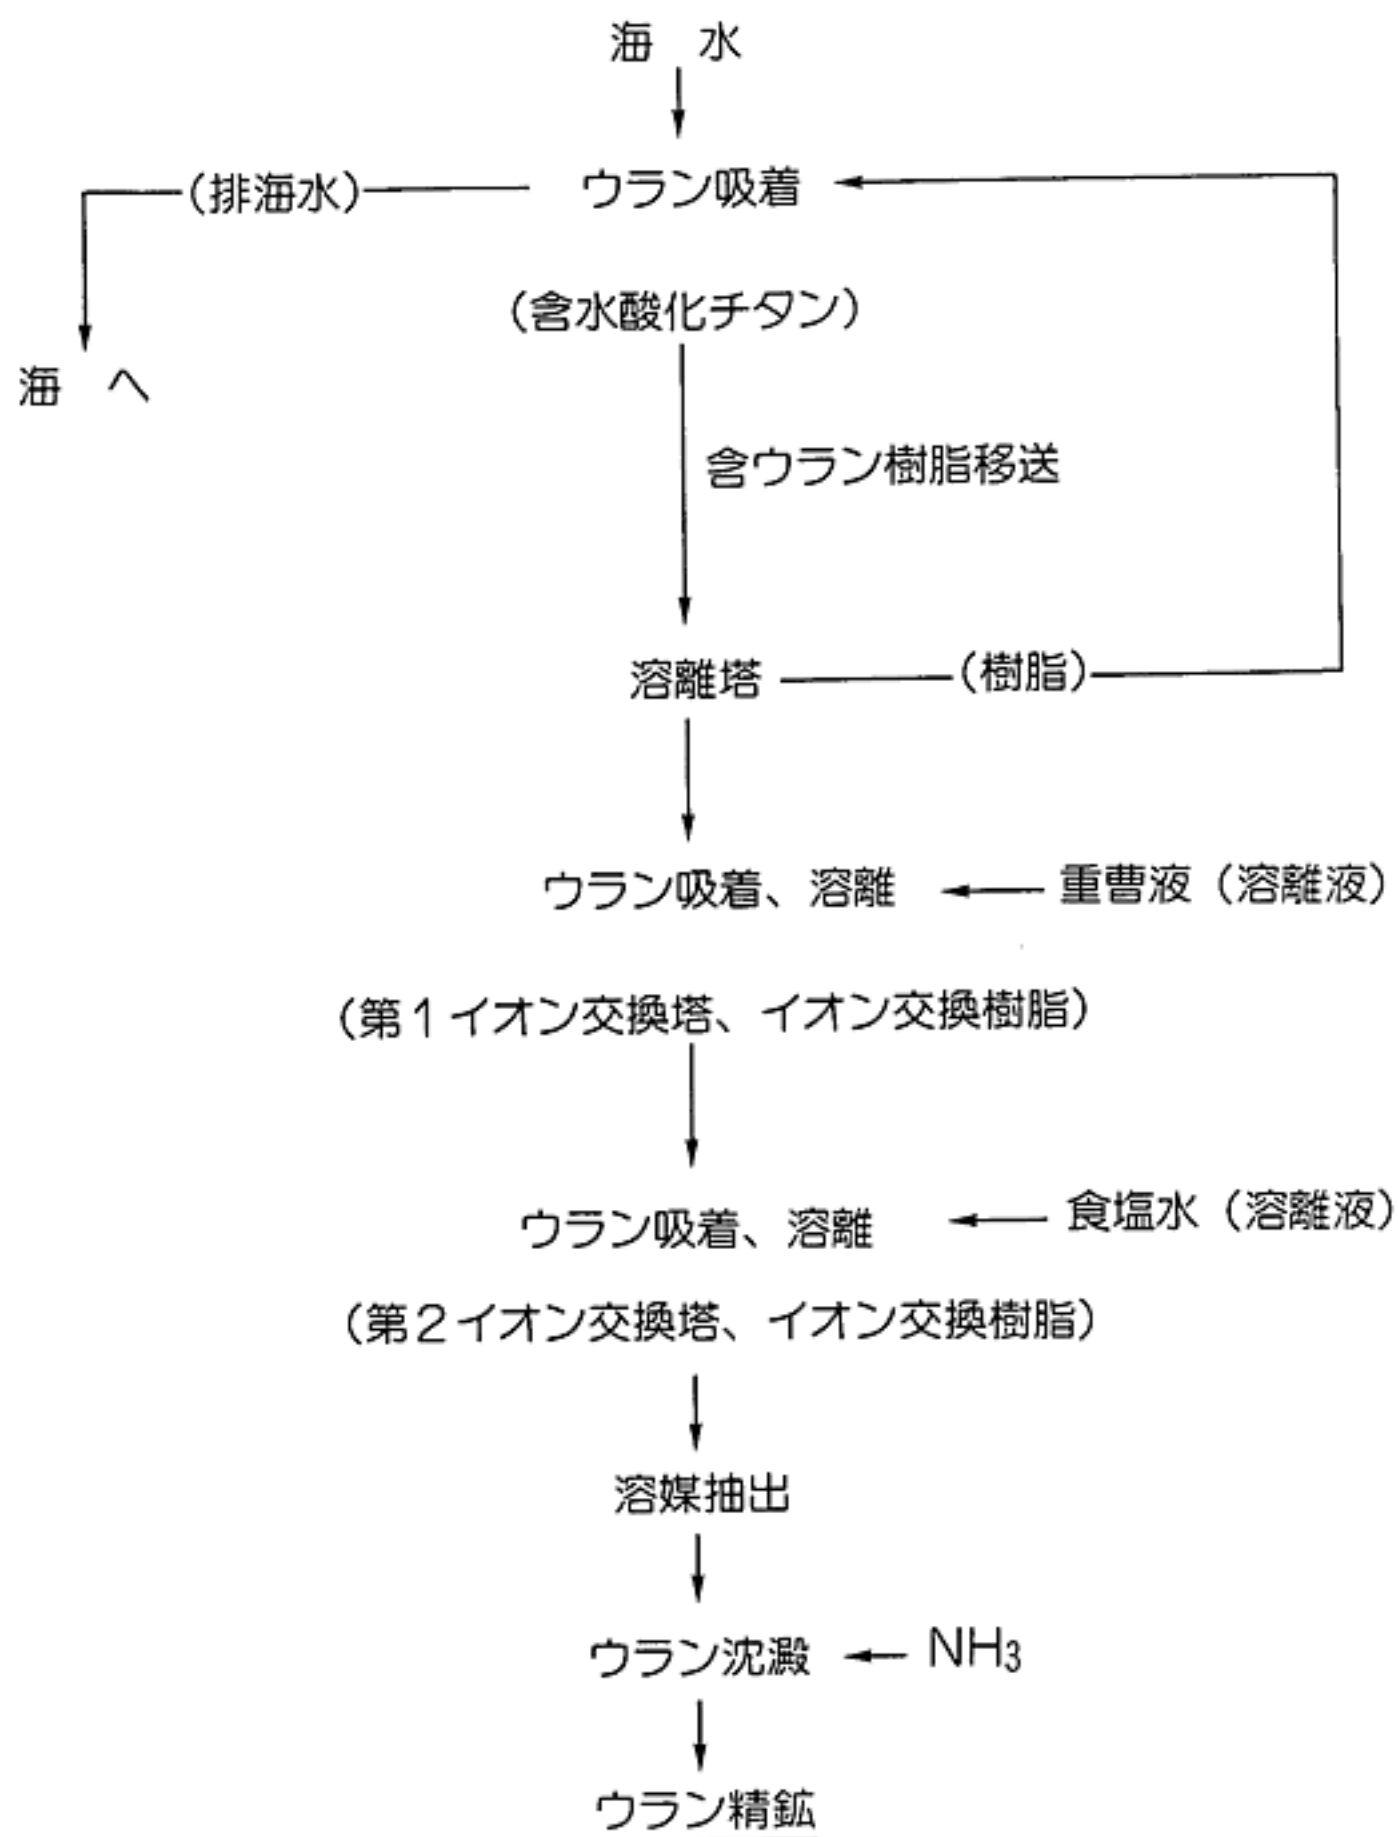 海 水
(排海水)
ウラン吸着
(含水酸化チタン)
海 へ
含ウラン樹脂移送
溶離塔
(樹脂)
ウラン吸着、溶離
重曹液(溶離液)
(第1イオン交換塔、イオン交換樹脂)
ウラン吸着、溶離
食塩水(溶離液)
(第2イオン交換塔、イオン交換樹脂)
溶媒抽出
ウラン沈澱
NH₃
ウラン精鉱